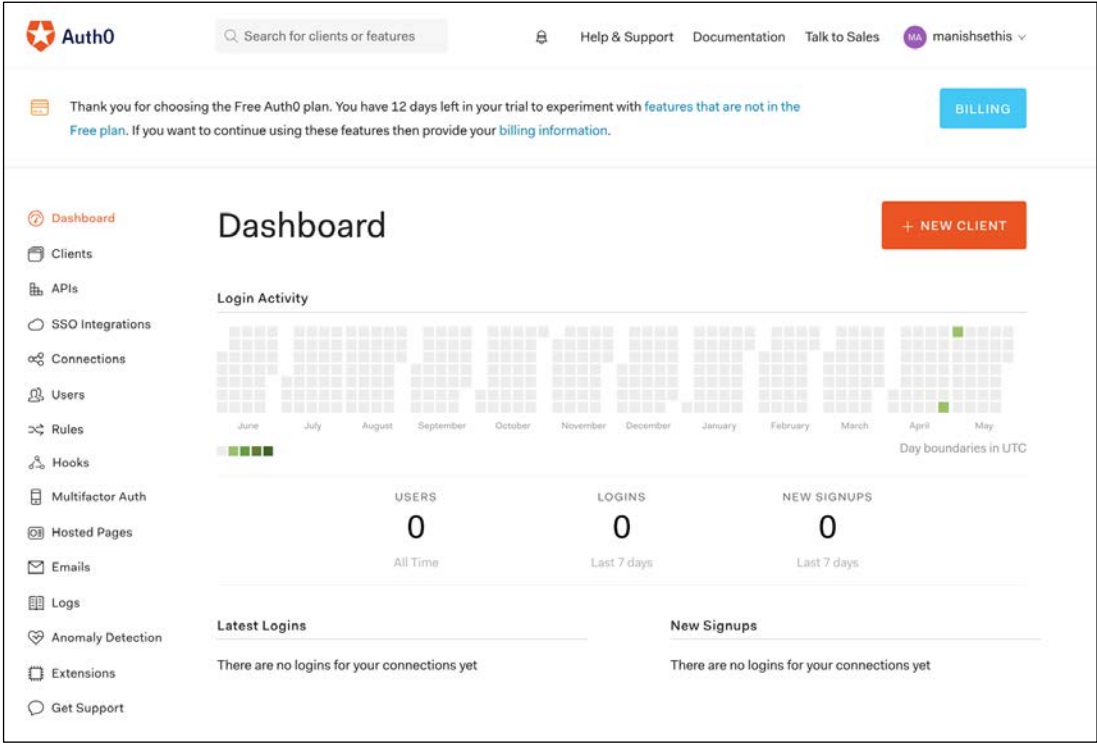 Auth0
Search for clients or features
Help & Support
Documentation
Talk to Sales
MA
manishsethis
Thank you for choosing the Free Auth0 plan. You have 12 days left in your trial to experiment with features that are not in the
Free plan. If you want to continue using these features then provide your billing information.
BILLING
Dashboard
Clients
APIs
SSO Integrations
Connections
Users
Rules
Hooks
Multifactor Auth
Hosted Pages
Emails
Logs
Anomaly Detection
Extensions
Get Support
Dashboard
+ NEW CLIENT
Login Activity
June July August September October November December January February March April May
Day boundaries in UTC
USERS
0
All Time
LOGINS
0
Last 7 days
NEW SIGNUPS
0
Last 7 days
Latest Logins
There are no logins for your connections yet
New Signups
There are no logins for your connections yet